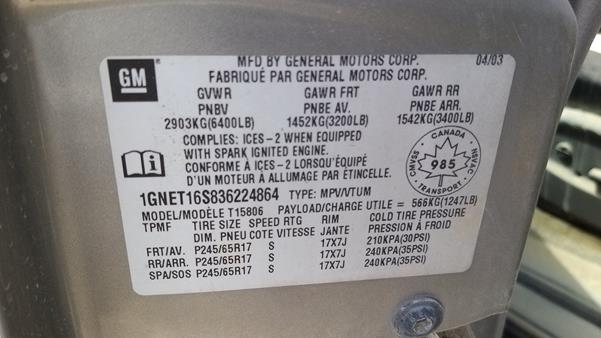 GM
MFD BY GENERAL MOTORS CORP. 04/03
FABRIQUÉ PAR GENERAL MOTORS CORP.
GVWR GAWR FRT GAWR RR
PNBV PNBE AV. PNBE ARR.
2903KG(6400LB) 1452KG(3200LB) 1542KG(3400LB)
COMPLIES: ICES-2 WHEN EQUIPPED
WITH SPARK IGNITED ENGINE.
CONFORME À ICES-2 LORSQU'ÉQUIPÉ
D'UN MOTEUR À ALLUMAGE PAR ÉTINCELLE.
CANADA
CMVSS 985 NSVAC
TRANSPORT
1GNET16S836224864 TYPE: MPV/VTUM
MODEL/MODÈLE T15806 PAYLOAD/CHARGE UTILE = 566KG(1247LB)
TPMF TIRE SIZE SPEED RTG RIM COLD TIRE PRESSURE
DIM. PNEU COTE VITESSE JANTE PRESSION À FROID
FRT/AV. P245/65R17 S 17X7J 210KPA(30PSI)
RR/ARR. P245/65R17 S 17X7J 240KPA(35PSI)
SPA/SOS P245/65R17 S 17X7J 240KPA(35PSI)